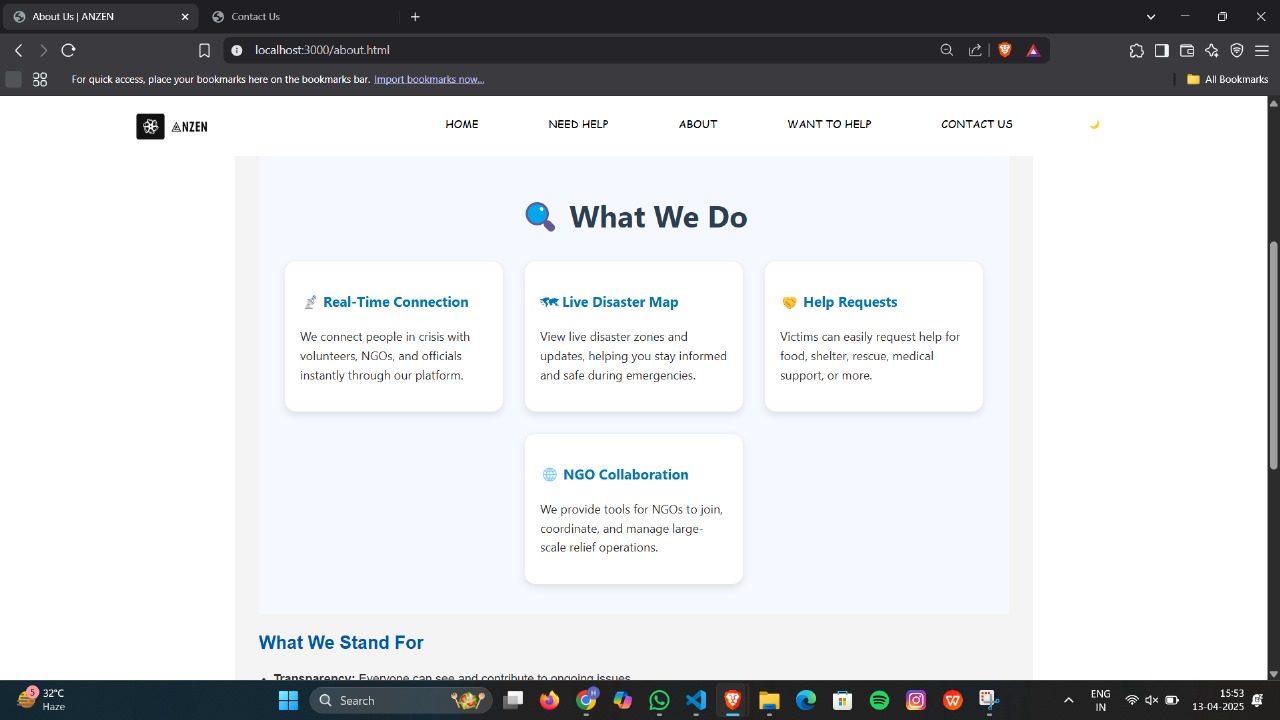 About Us | ANZEN
Contact Us
localhost:3000/about.html
For quick access, place your bookmarks here on the bookmarks bar. Import bookmarks now...
All Bookmarks
ANZEN
HOME
NEED HELP
ABOUT
WANT TO HELP
CONTACT US
What We Do
Real-Time Connection
We connect people in crisis with
volunteers, NGOs, and officials
instantly through our platform.
Live Disaster Map
View live disaster zones and
updates, helping you stay informed
and safe during emergencies.
Help Requests
Victims can easily request help for
food, shelter, rescue, medical
support, or more.
NGO Collaboration
We provide tools for NGOs to join,
coordinate, and manage large-
scale relief operations.
What We Stand For
Transparency: Everyone can see and contribute to ongoing issues.
5
32°C
Haze
Search
H
ENG
IN
15:53
13-04-2025